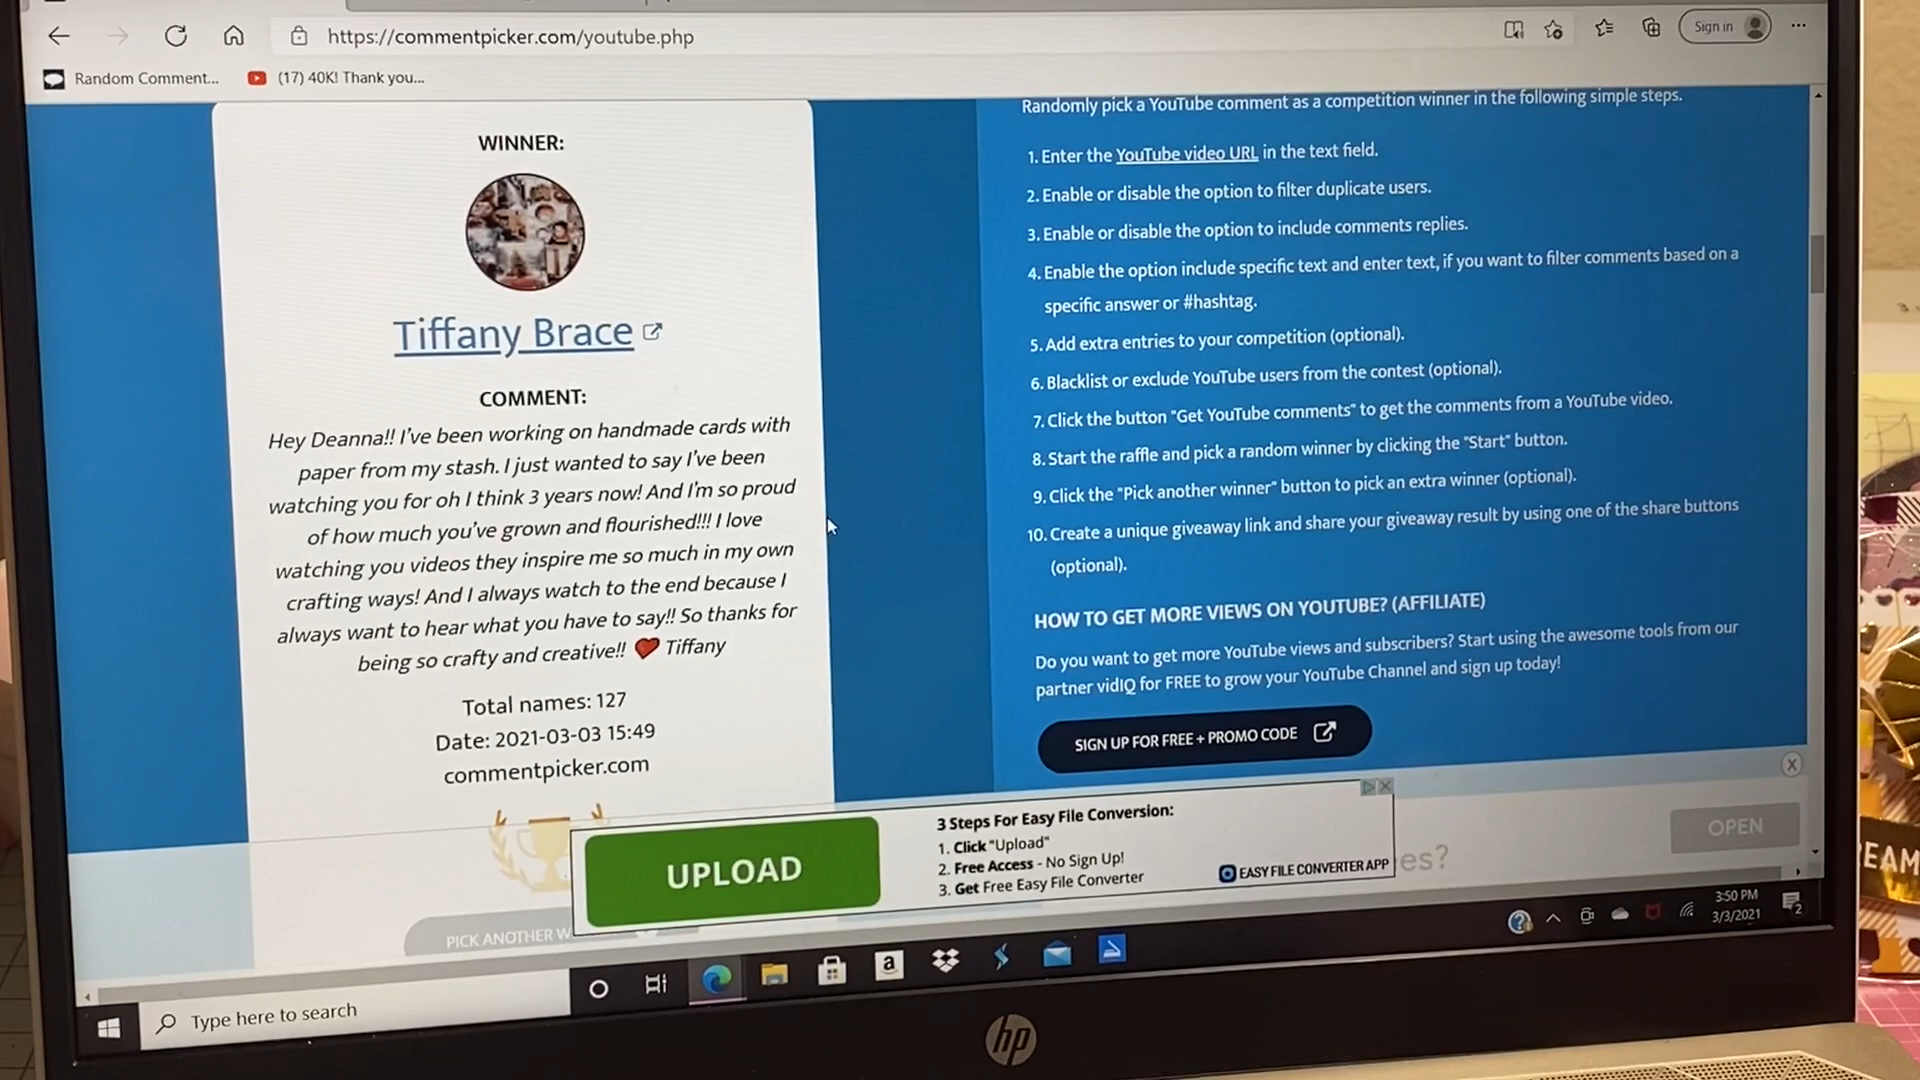 https://commentpicker.com/youtube.php
Sign in
Random Comment...
(17) 40K! Thank you...
WINNER:
Tiffany Brace
COMMENT:
Hey Deanna!! I've been working on handmade cards with
paper from my stash. I just wanted to say I've been
watching you for oh I think 3 years now! And I'm so proud
of how much you've grown and flourished!!! I love
watching you videos they inspire me so much in my own
crafting ways! And I always watch to the end because I
always want to hear what you have to say!! So thanks for
being so crafty and creative!! ❤️ Tiffany
Total names: 127
Date: 2021-03-03 15:49
commentpicker.com
PICK ANOTHER W
Randomly pick a YouTube comment as a competition winner in the following simple steps.
1. Enter the YouTube video URL in the text field.
2. Enable or disable the option to filter duplicate users.
3. Enable or disable the option to include comments replies.
4. Enable the option include specific text and enter text, if you want to filter comments based on a
specific answer or #hashtag.
5. Add extra entries to your competition (optional).
6. Blacklist or exclude YouTube users from the contest (optional).
7. Click the button "Get YouTube comments" to get the comments from a YouTube video.
8. Start the raffle and pick a random winner by clicking the "Start" button.
9. Click the "Pick another winner" button to pick an extra winner (optional).
10. Create a unique giveaway link and share your giveaway result by using one of the share buttons
(optional).
HOW TO GET MORE VIEWS ON YOUTUBE? (AFFILIATE)
Do you want to get more YouTube views and subscribers? Start using the awesome tools from our
partner vidIQ for FREE to grow your YouTube Channel and sign up today!
SIGN UP FOR FREE + PROMO CODE
UPLOAD
3 Steps For Easy File Conversion:
1. Click "Upload"
2. Free Access - No Sign Up!
3. Get Free Easy File Converter
EASY FILE CONVERTER APP
es?
OPEN
EAM
Type here to search
a
3:50 PM
3/3/2021
2
hp